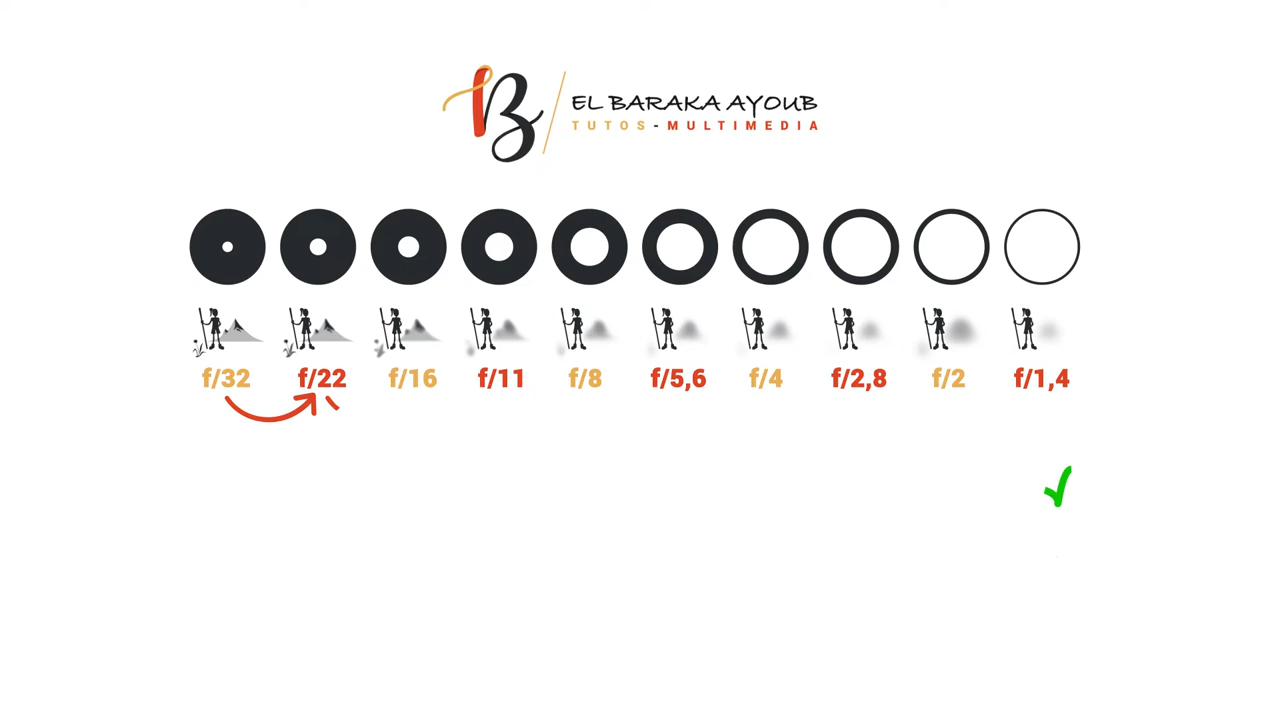 EL BARAKA AYOUB
TUTOS-MULTIMEDIA
f/32 f/22 f/16 f/11 f/8 f/5,6 f/4 f/2,8 f/2 f/1,4